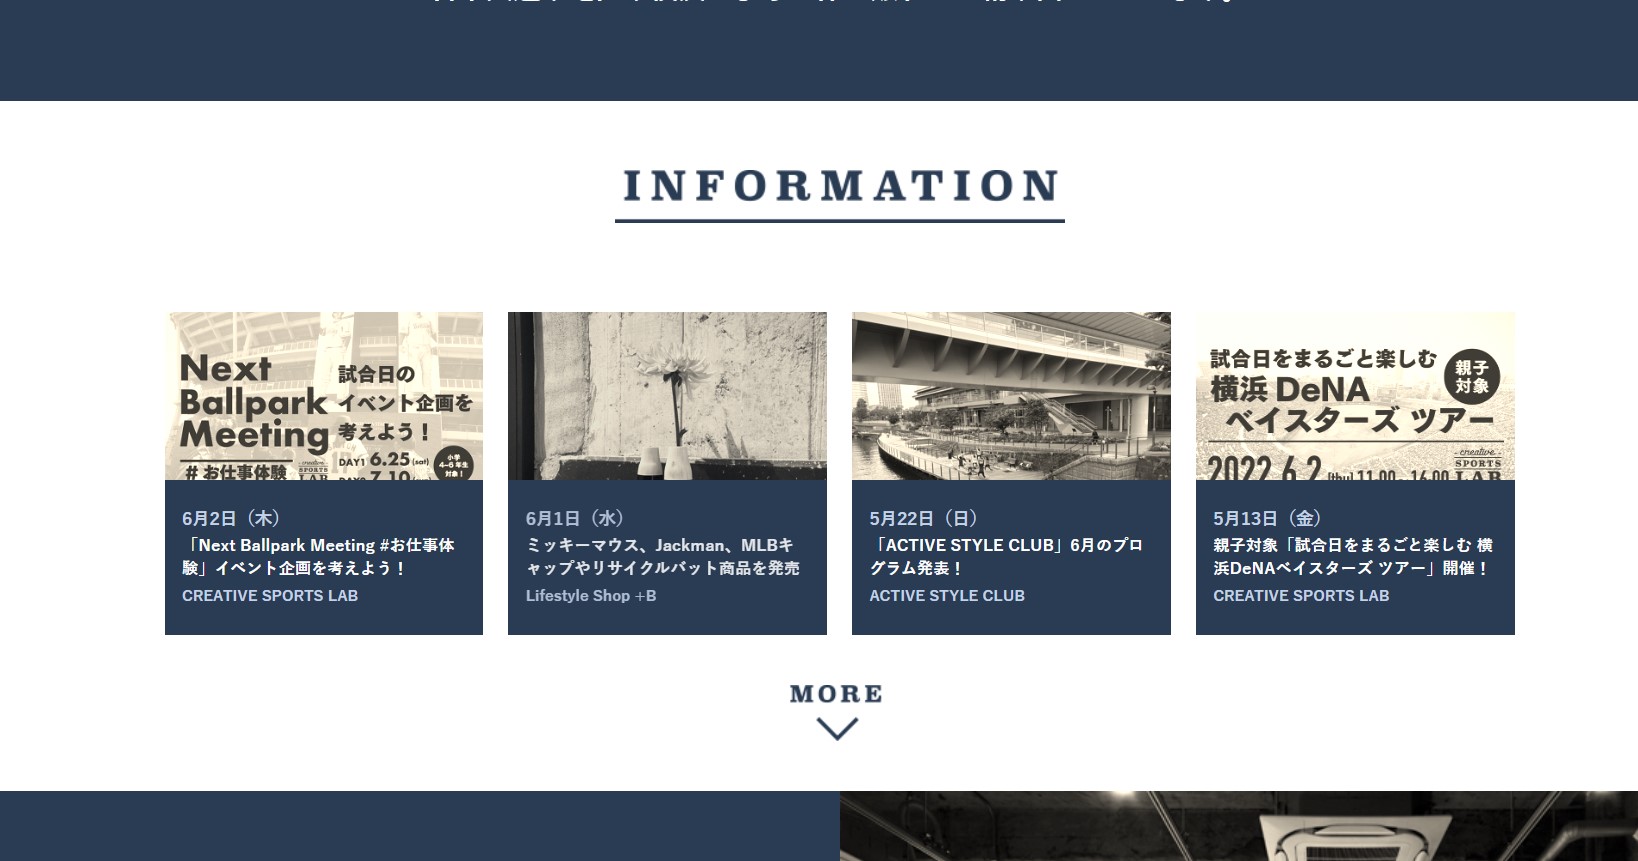 INFORMATION
Next
Ballpark
Meeting
# お仕事体験
試合日の
イベント企画を
考えよう！
DAY1 6.25 (sat)
7.10
小学
4-6年生
対象！
creative
SPORTS
LAB
6月2日（木）
「Next Ballpark Meeting #お仕事体
験」イベント企画を考えよう！
CREATIVE SPORTS LAB
6月1日（水）
ミッキーマウス、Jackman、MLBキ
ャップやリサイクルバット商品を発売
Lifestyle Shop +B
5月22日（日）
「ACTIVE STYLE CLUB」6月のプロ
グラム発表！
ACTIVE STYLE CLUB
試合日をまるごと楽しむ
横浜 DeNA
ベイスターズ ツアー
親子
対象
2022.6.2 [thu] 11:00 - 16:00
creative
SPORTS
LAB
5月13日（金）
親子対象「試合日をまるごと楽しむ 横
浜DeNAベイスターズ ツアー」開催！
CREATIVE SPORTS LAB
MORE